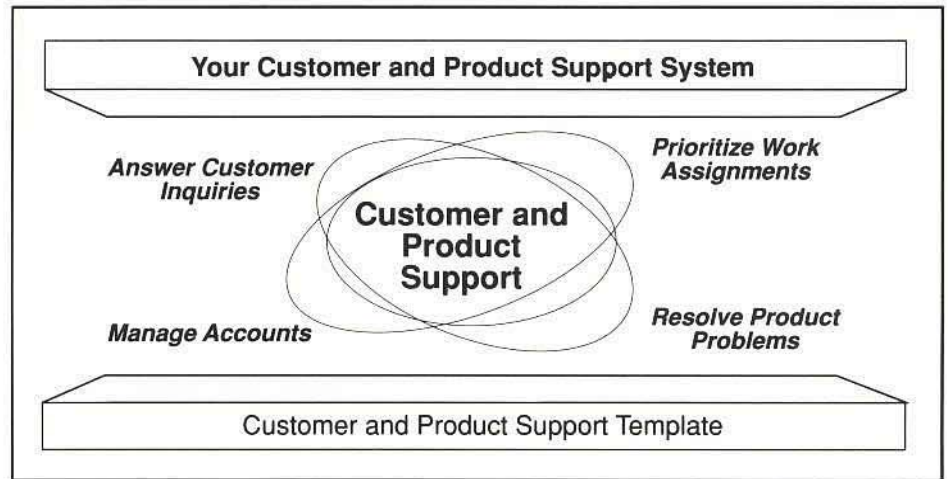 Your Customer and Product Support System
Answer Customer
Inquiries
Prioritize Work
Assignments
Customer and
Product
Support
Manage Accounts
Resolve Product
Problems
Customer and Product Support Template